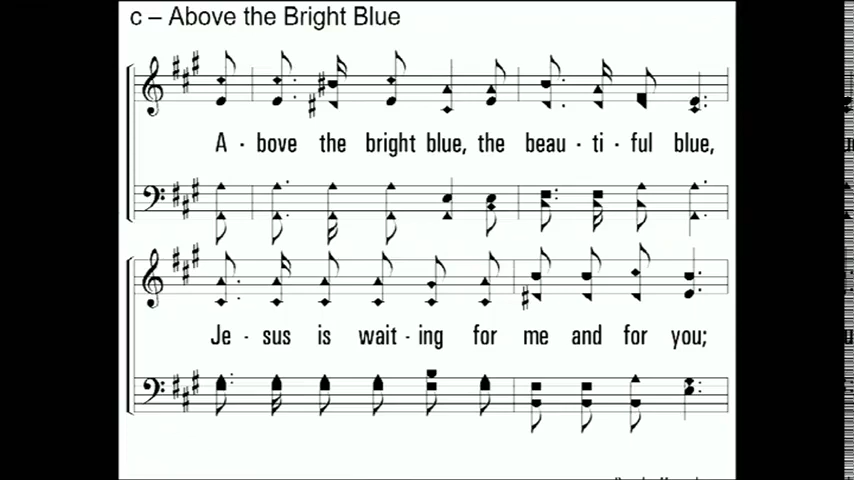 c – Above the Bright Blue
A · bove the bright blue, the beau · ti · ful blue,
Je · sus is wait · ing for me and for you;